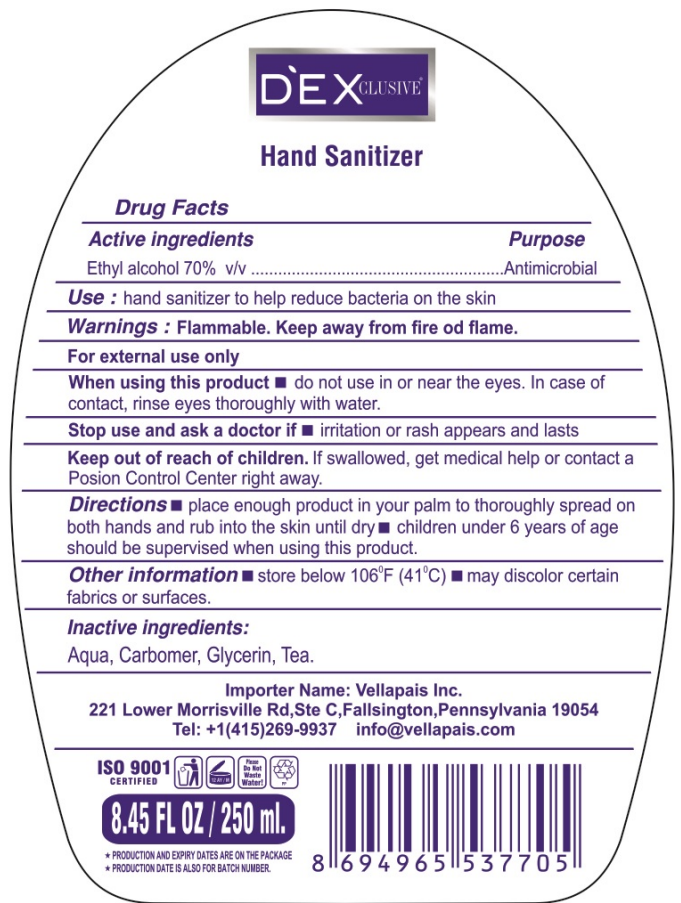 D'EXCLUSIVE®
Hand Sanitizer
Drug Facts
Active ingredients Purpose
Ethyl alcohol 70% v/v ........................................................Antimicrobial
Use : hand sanitizer to help reduce bacteria on the skin
Warnings : Flammable. Keep away from fire od flame.
For external use only
When using this product ■ do not use in or near the eyes. In case of
contact, rinse eyes thoroughly with water.
Stop use and ask a doctor if ■ irritation or rash appears and lasts
Keep out of reach of children. If swallowed, get medical help or contact a
Posion Control Center right away.
Directions ■ place enough product in your palm to thoroughly spread on
both hands and rub into the skin until dry ■ children under 6 years of age
should be supervised when using this product.
Other information ■ store below 106⁰F (41⁰C) ■ may discolor certain
fabrics or surfaces.
Inactive ingredients:
Aqua, Carbomer, Glycerin, Tea.
Importer Name: Vellapais Inc.
221 Lower Morrisville Rd,Ste C,Fallsington,Pennsylvania 19054
Tel: +1(415)269-9937 info@vellapais.com
ISO 9001
CERTIFIED
12 AY / M
Please
Do Not
Waste
Water!
PP
8.45 FL OZ / 250 ml.
★ PRODUCTION AND EXPIRY DATES ARE ON THE PACKAGE
★ PRODUCTION DATE IS ALSO FOR BATCH NUMBER.
8 694965 537705